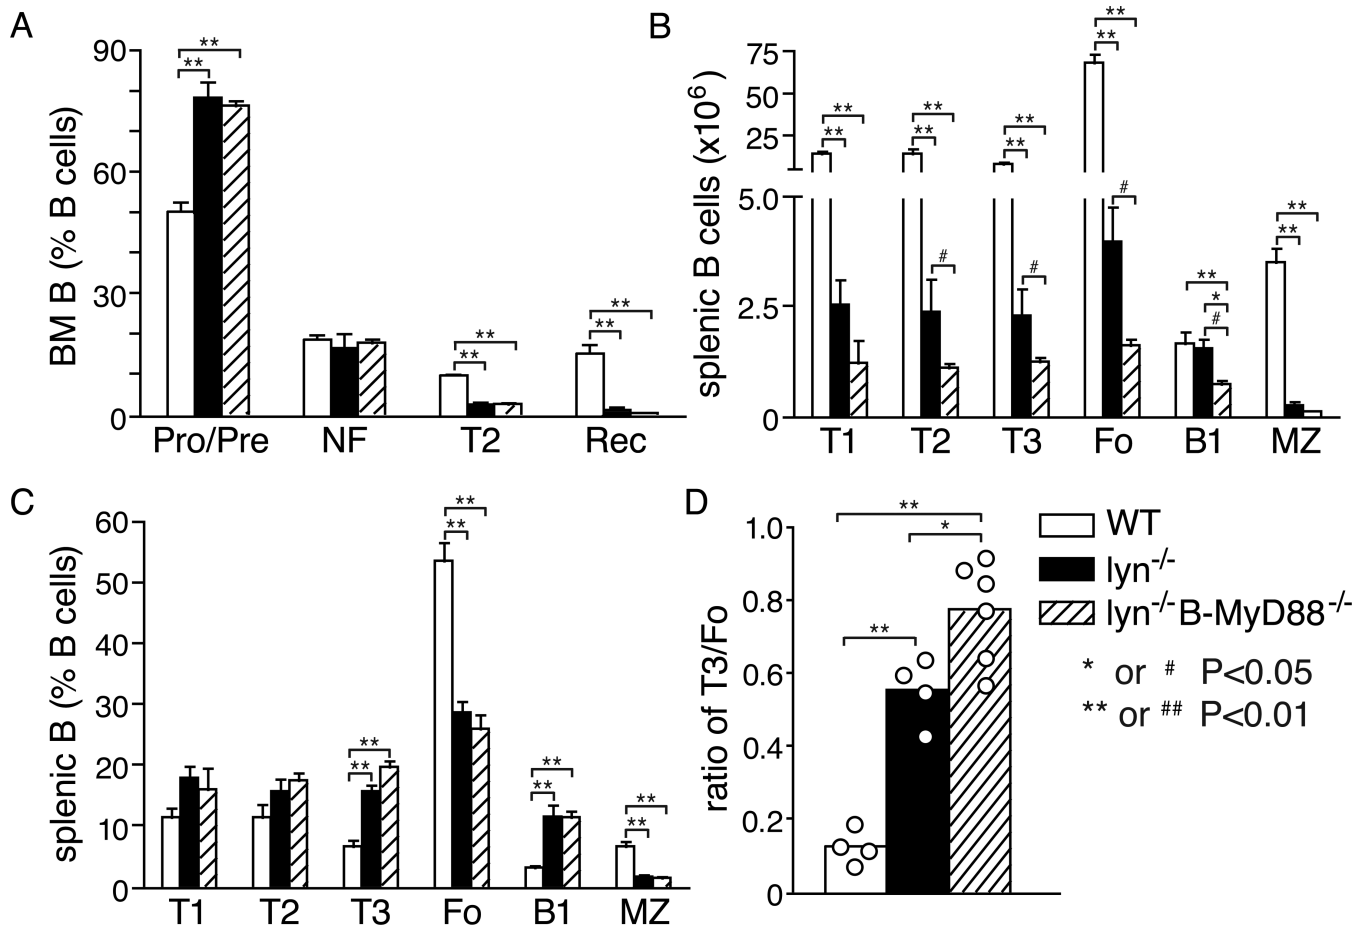 A
BM B (% B cells)
90
60
30
0
** **
** **
** **
Pro/Pre NF T2 Rec
B
splenic B cells (x10⁶)
75
50
25
5.0
2.5
0
** **
** **
** **
** **
#
#
#
**
*
#
** **
T1 T2 T3 Fo B1 MZ
C
splenic B (% B cells)
60
50
40
30
20
10
0
** **
** **
** **
** **
T1 T2 T3 Fo B1 MZ
D
ratio of T3/Fo
1.0
0.8
0.6
0.4
0.2
0
**
*
**
WT
lyn-/-
lyn-/-B-MyD88-/-
* or # P<0.05
** or ## P<0.01